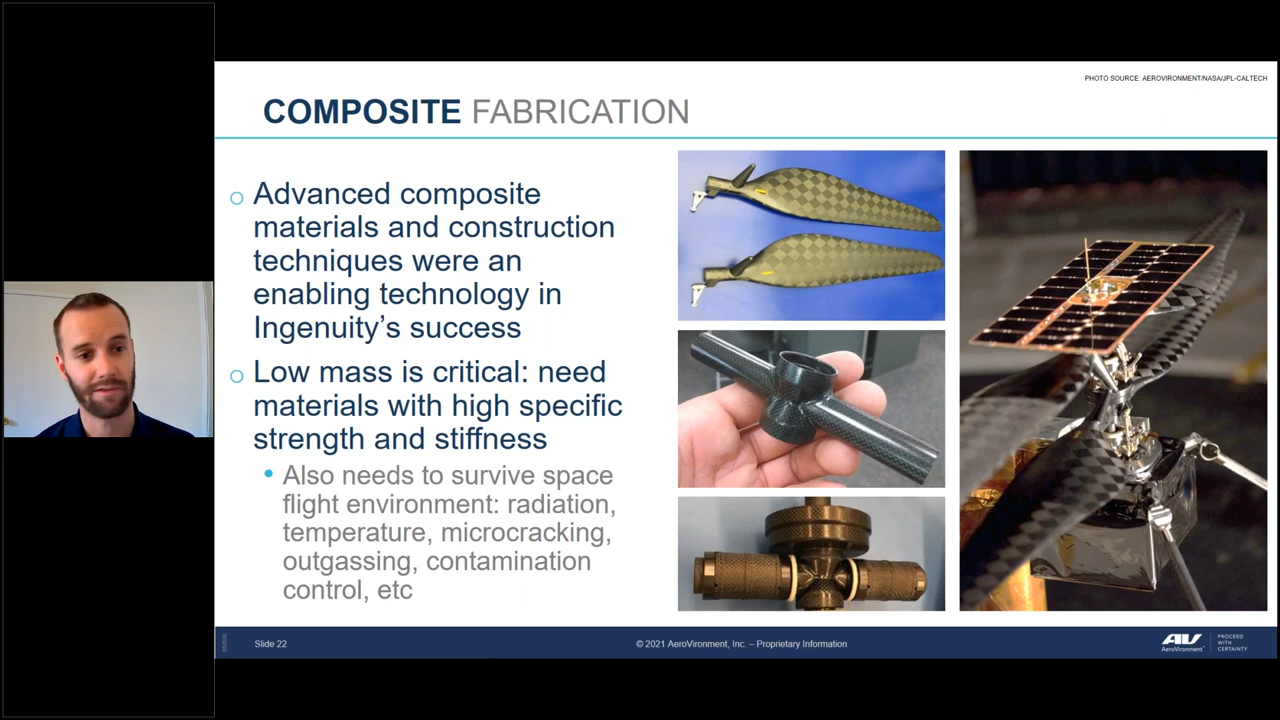 PHOTO SOURCE: AEROVIRONMENT/NASA/JPL-CALTECH
COMPOSITE FABRICATION
Advanced composite
materials and construction
techniques were an
enabling technology in
Ingenuity's success
Low mass is critical: need
materials with high specific
strength and stiffness
Also needs to survive space
flight environment: radiation,
temperature, microcracking,
outgassing, contamination
control, etc
Slide 22
© 2021 AeroVironment, Inc. – Proprietary Information
AV
AeroVironment
PROCEED
WITH
CERTAINTY